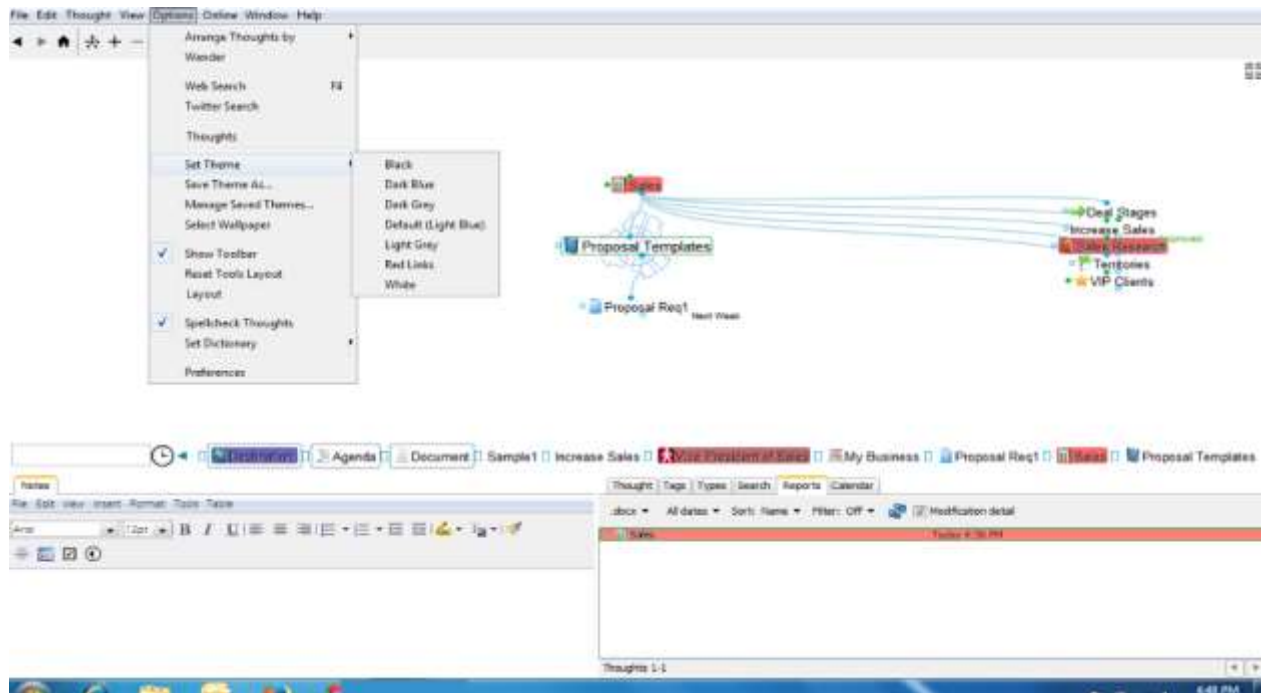 File Edit Thought View Options Online Window Help
Arrange Thoughts by
Wander
Web Search
Twitter Search
Thoughts
Set Theme
Save Theme As...
Manage Saved Themes...
Select Wallpaper
Show Toolbar
Reset Tools Layout
Layout
Spellcheck Thoughts
Set Dictionary
Preferences
Black
Dark Blue
Dark Grey
Default (Light Blue)
Light Grey
Red Links
White
Sales
Proposal Templates
Proposal Req1
Next Week
Deal Stages
Increase Sales
Sales Research
Territories
VIP Clients
Agenda Document Sample1 Increase Sales Vice President of Sales My Business Proposal Req1 Sales Proposal Templates
Notes
File Edit View Insert Format Tools Table
Arial 12pt B I U
Thought Tags Types Search Reports Calendar
.docx All dates Sort: Name Filter: Off Modification detail
Sales Today 4:36 PM
Thoughts 1-1